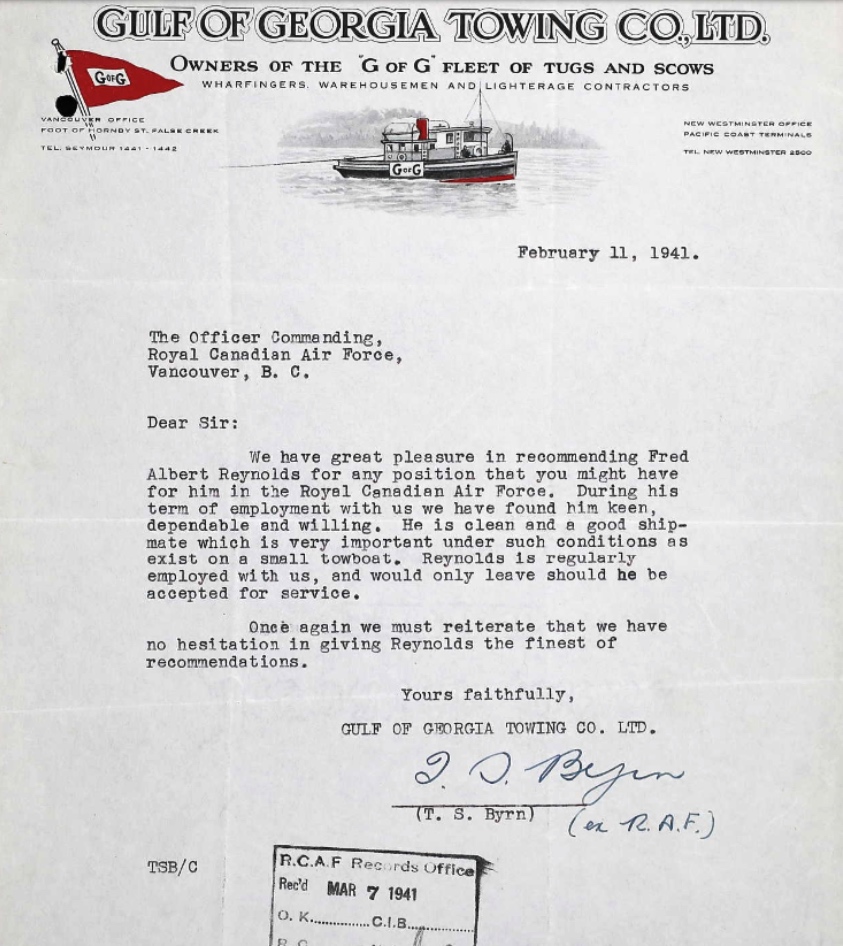 GULF OF GEORGIA TOWING CO., LTD.
OWNERS OF THE "G OF G" FLEET OF TUGS AND SCOWS
WHARFINGERS, WAREHOUSEMEN AND LIGHTERAGE CONTRACTORS
G OF G
VANCOUVER OFFICE
FOOT OF HORNBY ST. FALSE CREEK
TEL. SEYMOUR 1441 - 1442
NEW WESTMINSTER OFFICE
PACIFIC COAST TERMINALS
TEL. NEW WESTMINSTER 2800
G OF G
February 11, 1941.
The Officer Commanding,
Royal Canadian Air Force,
Vancouver, B. C.
Dear Sir:
We have great pleasure in recommending Fred
Albert Reynolds for any position that you might have
for him in the Royal Canadian Air Force. During his
term of employment with us we have found him keen,
dependable and willing. He is clean and a good ship-
mate which is very important under such conditions as
exist on a small towboat. Reynolds is regularly
employed with us, and would only leave should he be
accepted for service.
Once again we must reiterate that we have
no hesitation in giving Reynolds the finest of
recommendations.
Yours faithfully,
GULF OF GEORGIA TOWING CO. LTD.
T. S. Byrn
(T. S. Byrn)
(ex R.A.F.)
TSB/C
R.C.A.F Records Office
Rec'd MAR 7 1941
O. K...............C.I.B...............